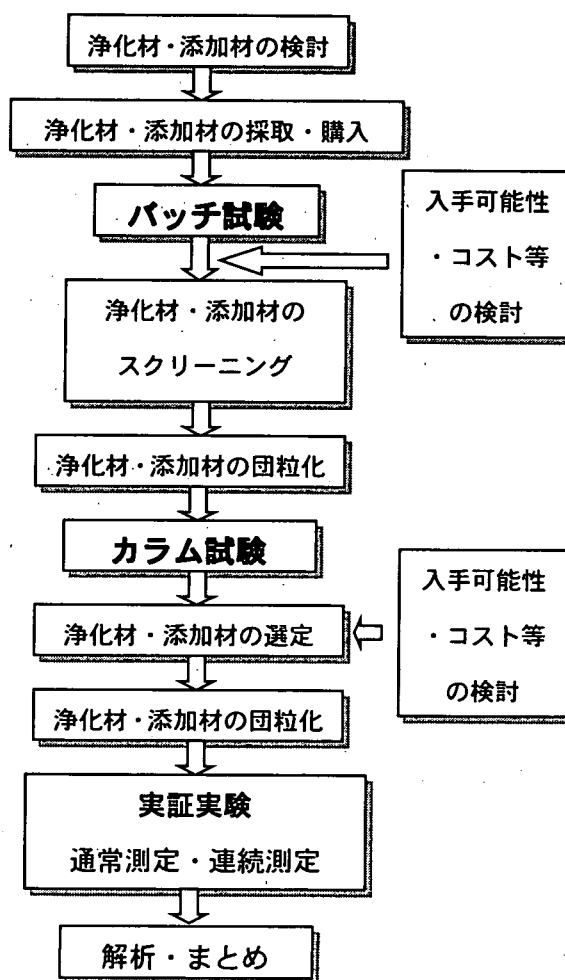 浄化材・添加材の検討
浄化材・添加材の採取・購入
バッチ試験
入手可能性
・コスト等
の検討
浄化材・添加材の
スクリーニング
浄化材・添加材の団粒化
カラム試験
入手可能性
・コスト等
の検討
浄化材・添加材の選定
浄化材・添加材の団粒化
実証実験
通常測定・連続測定
解析・まとめ